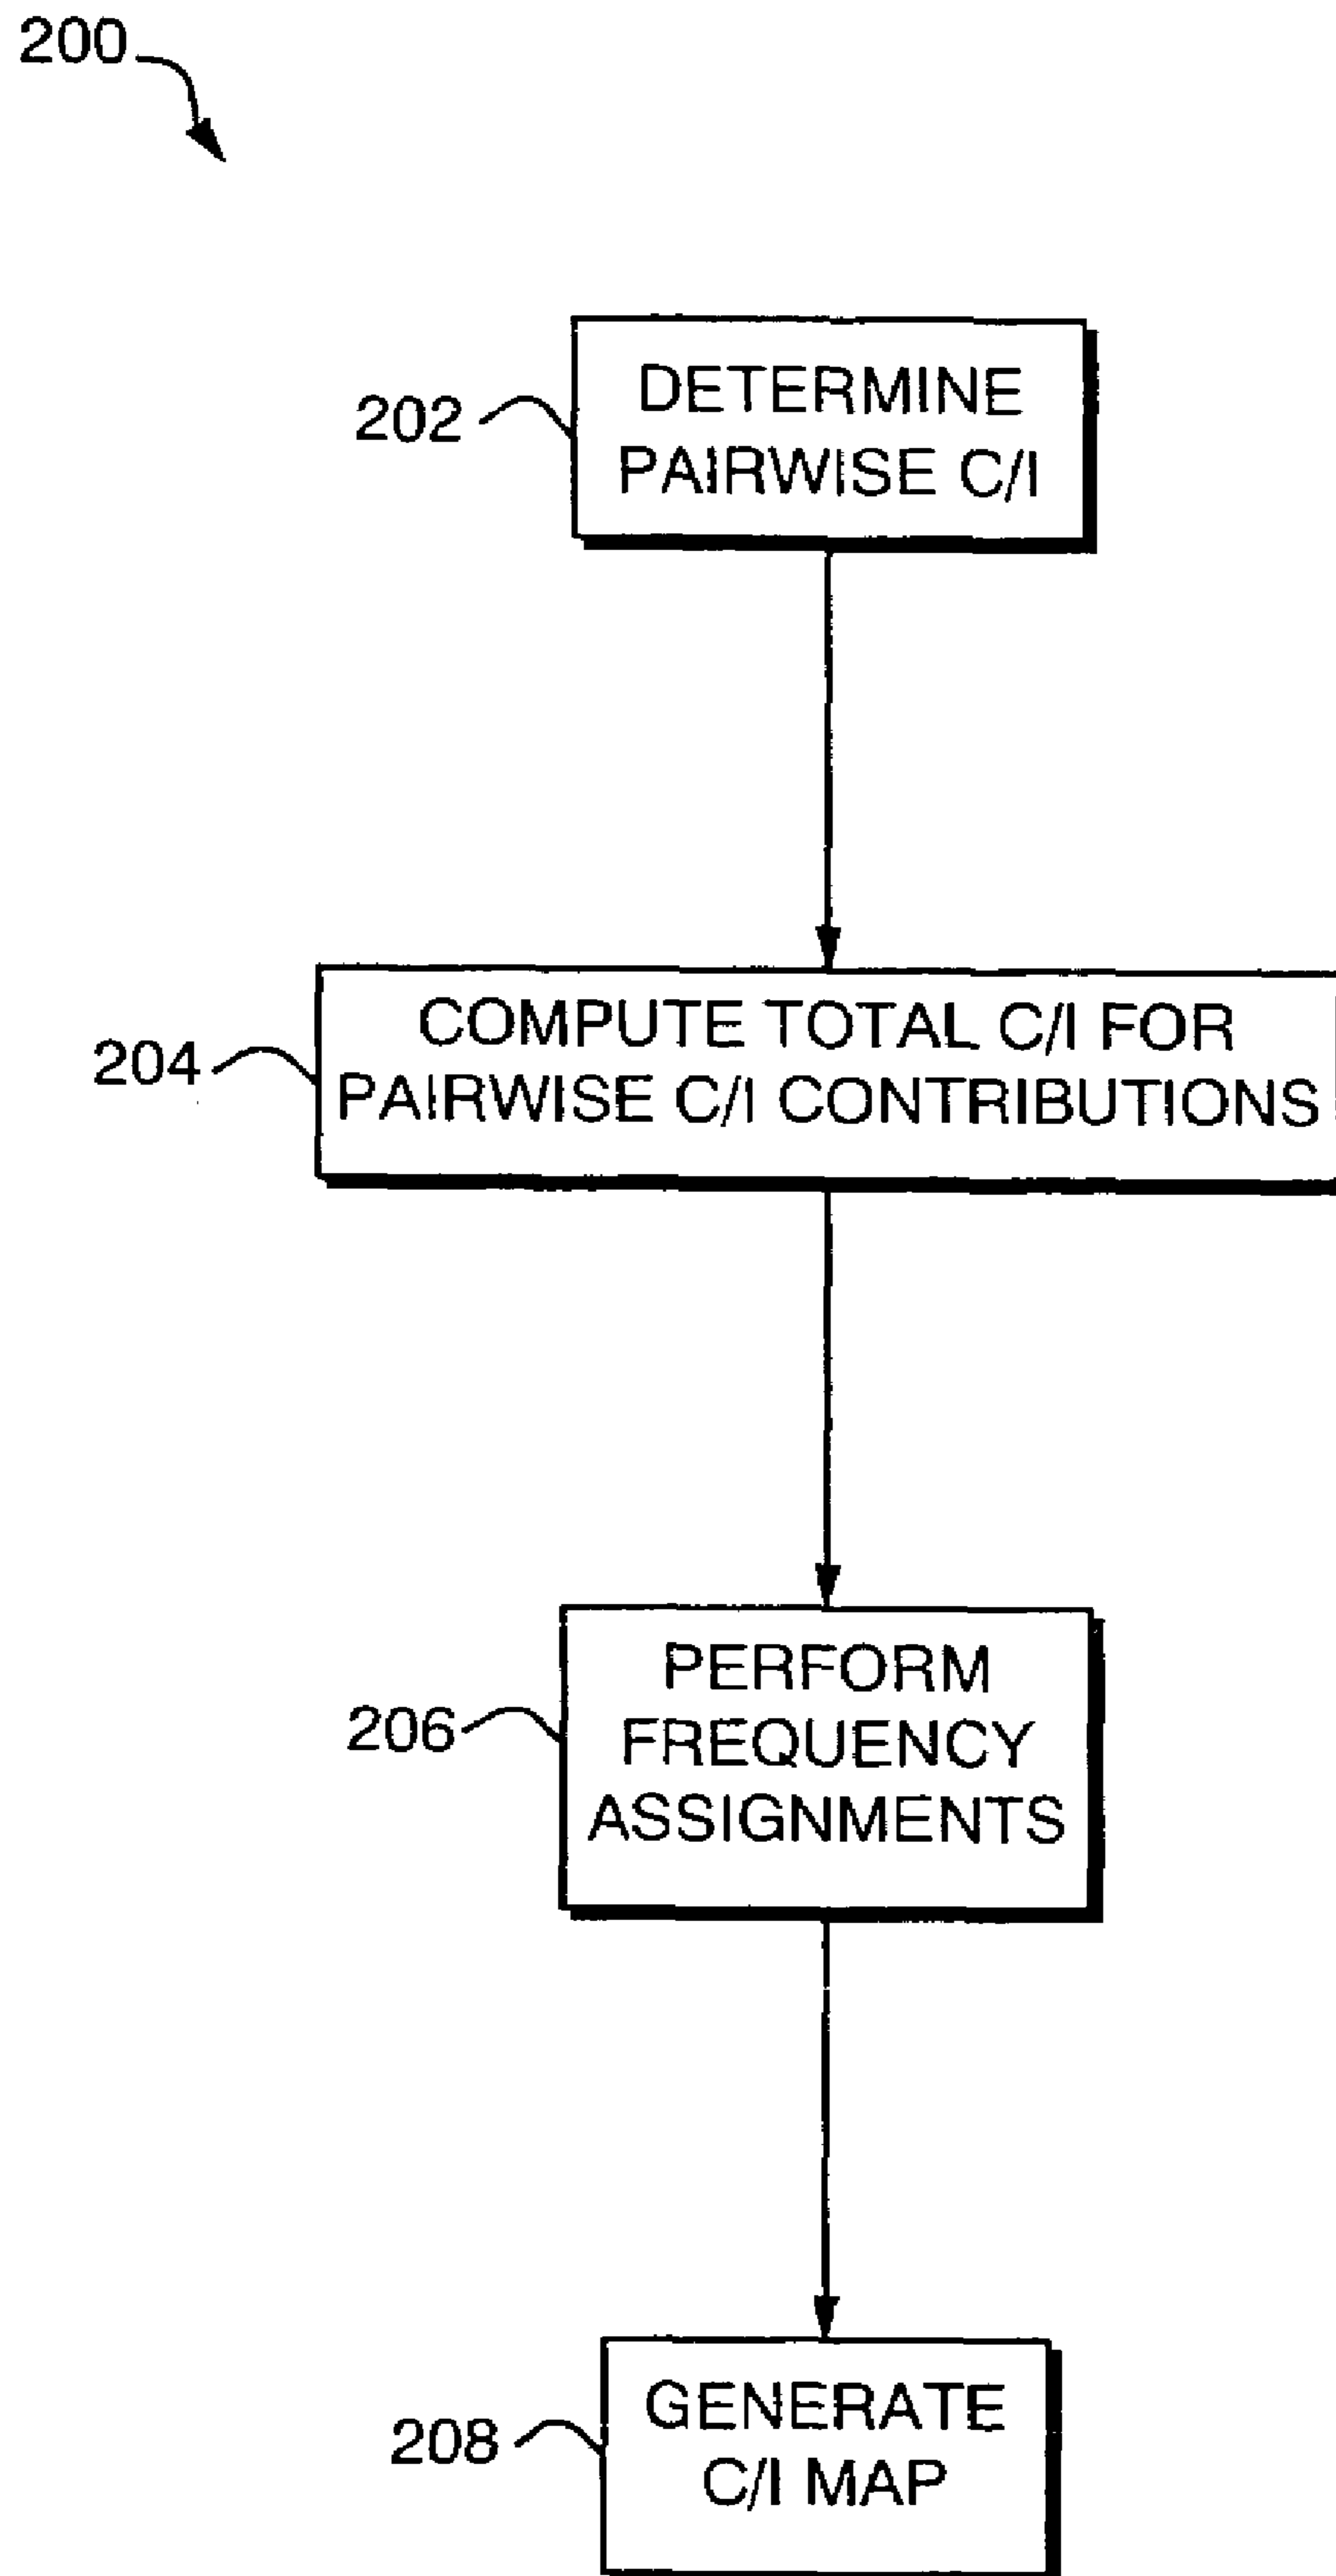 200
202
DETERMINE
PAIRWISE C/I
204
COMPUTE TOTAL C/I FOR
PAIRWISE C/I CONTRIBUTIONS
206
PERFORM
FREQUENCY
ASSIGNMENTS
208
GENERATE
C/I MAP